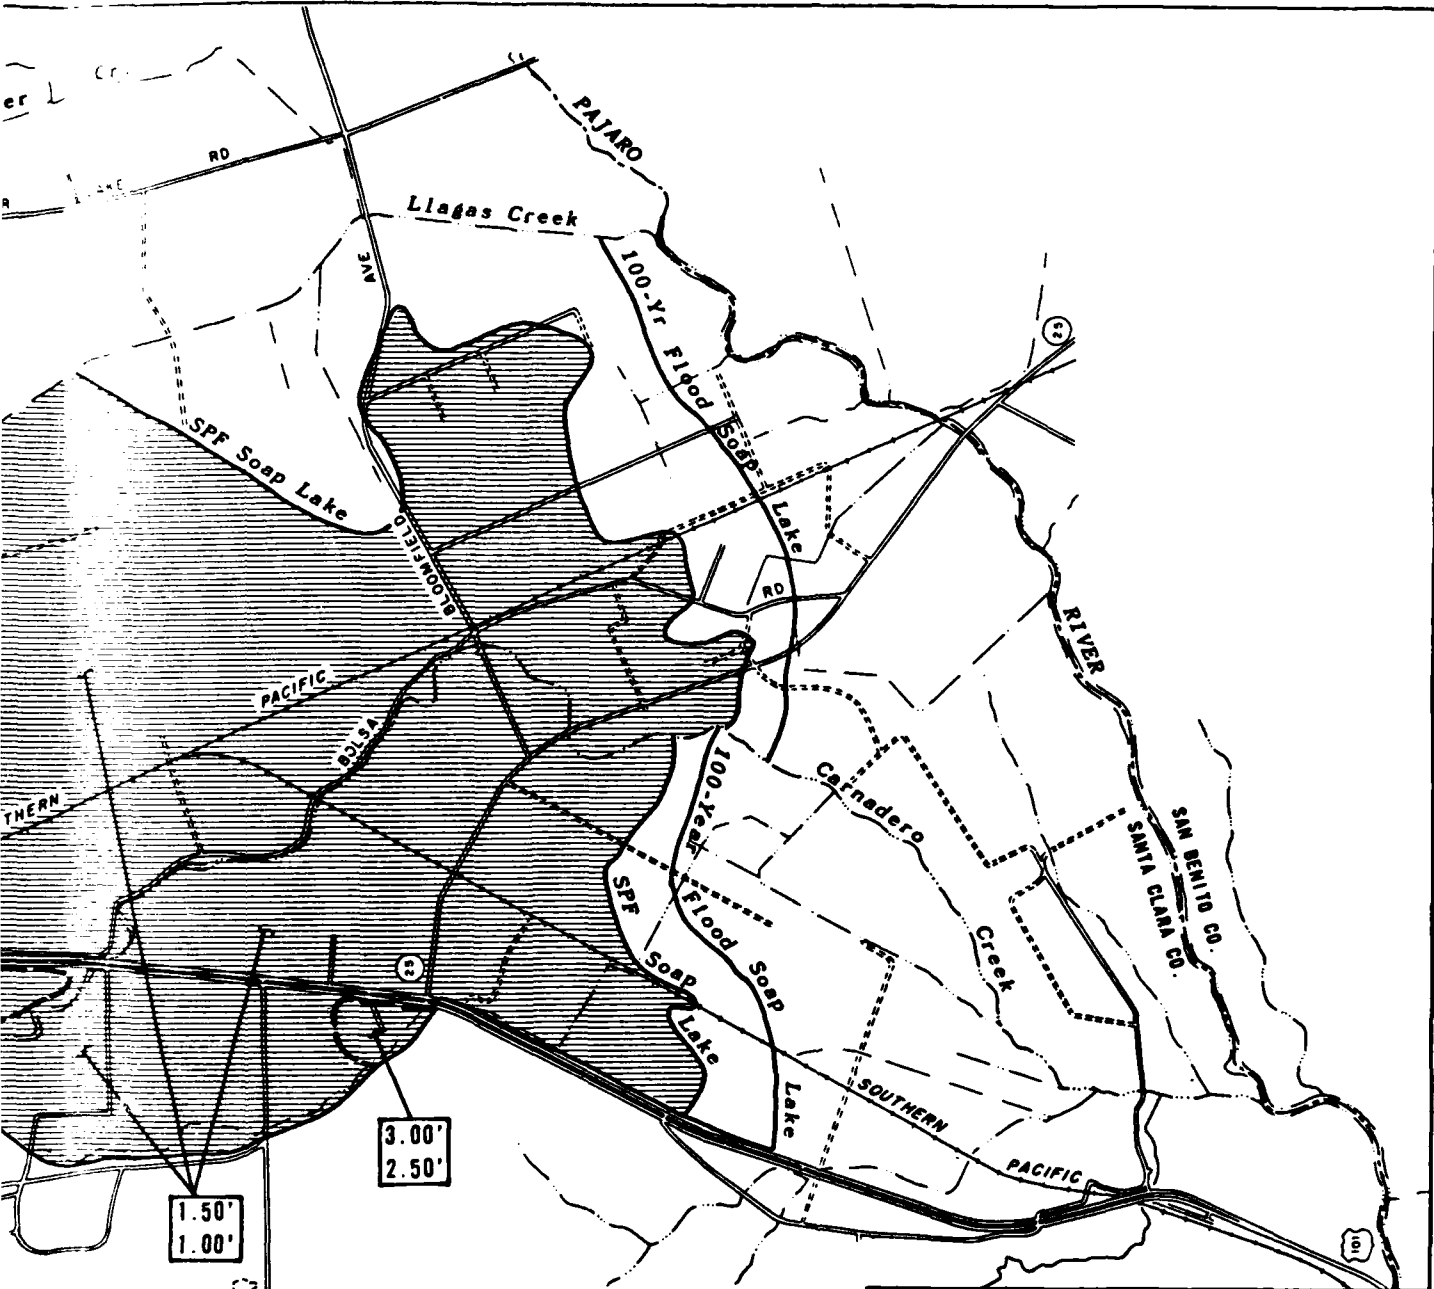 er
Cr.
RD
PAJARO
Llagas Creek
AVE
100-Yr Flood Soap Lake
25
SPF Soap Lake
BLOOMFIELD
RD
RIVER
PACIFIC
BOLSA
THERN
100-Year Flood Soap Lake
Carnadero Creek
SAN BENITO CO.
SANTA CLARA CO.
SPF Soap Lake
25
SOUTHERN PACIFIC
3.00'
2.50'
1.50'
1.00'
101